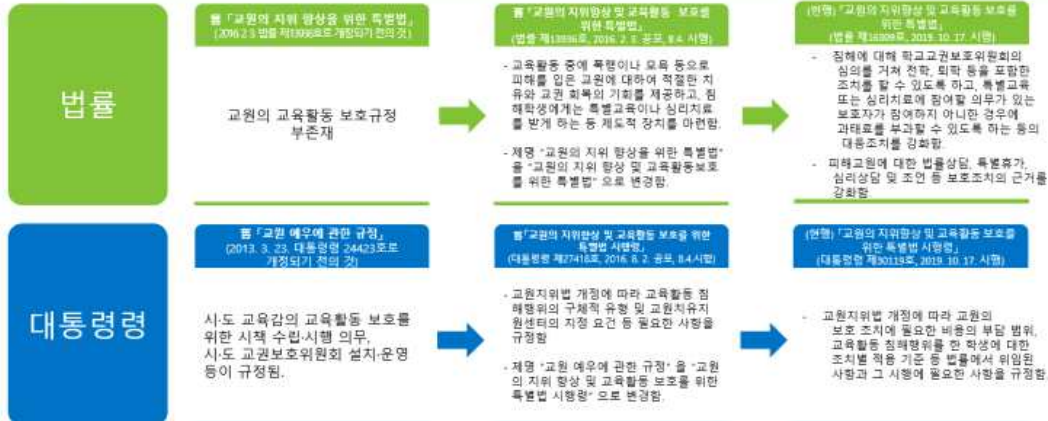 법률
舊「교원의 지위 향상을 위한 특별법」
(2016.2.3 법률 제13936호로 개정되기 전의 것)
교원의 교육활동 보호규정
부존재
舊「교원의 지위향상 및 교육활동 보호를
위한 특별법」
(법률 제13936호, 2016. 2. 3. 공포, 8.4. 시행)
- 교육활동 중에 폭행이나 모욕 등으로
피해를 입은 교원에 대하여 적절한 치
유와 교권 회복의 기회를 제공하고, 침
해학생에게는 특별교육이나 심리치료
를 받게 하는 등 제도적 장치를 마련함.
- 제명 "교원의 지위 향상을 위한 특별법"
을 "교원의 지위 향상 및 교육활동보호
를 위한 특별법" 으로 변경함.
(현행)「교원의 지위향상 및 교육활동 보호를
위한 특별법」
(법률 제16309호, 2019. 10. 17. 시행)
- 침해에 대해 학교교권보호위원회의
심의를 거쳐 전학, 퇴학 등을 포함한
조치를 할 수 있도록 하고, 특별교육
또는 심리치료에 참여할 의무가 있는
보호자가 참여하지 아니한 경우에
과태료를 부과할 수 있도록 하는 등의
대응조치를 강화함.
- 피해교원에 대한 법률상담, 특별휴가,
심리상담 및 조언 등 보호조치의 근거를
강화함.
대통령령
舊「교원 예우에 관한 규정」
(2013. 3. 23. 대통령령 24423호로
개정되기 전의 것)
시·도 교육감의 교육활동 보호를
위한 시책 수립·시행 의무,
시·도 교권보호위원회 설치·운영
등이 규정됨.
舊「교원의 지위향상 및 교육활동 보호를 위한
특별법 시행령」
(대통령령 제27418호, 2016. 8. 2. 공포, 8.4.시행)
- 교원지위법 개정에 따라 교육활동 침
해행위의 구체적 유형 및 교원치유지
원센터의 지정 요건 등 필요한 사항을
규정함
- 제명 "교원 예우에 관한 규정" 을 "교원
의 지위 향상 및 교육활동 보호를 위한
특별법 시행령" 으로 변경함.
(현행)「교원의 지위향상 및 교육활동 보호를
위한 특별법 시행령」
(대통령령 제30119호, 2019. 10. 17. 시행)
- 교원지위법 개정에 따라 교원의
보호 조치에 필요한 비용의 부담 범위,
교육활동 침해행위를 한 학생에 대한
조치별 적용 기준 등 법률에서 위임된
사항과 그 시행에 필요한 사항을 규정함.